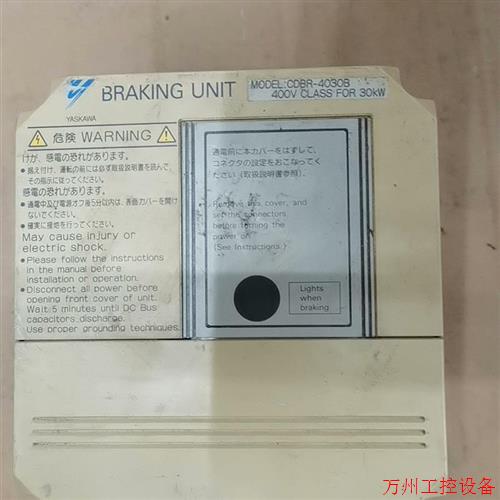 YASKAWA
BRAKING UNIT
MODEL:CDBR-4030B
400V CLASS FOR 30kW
危険 WARNING
けが、感電の恐れがあります。
●据え付け、運転の前には必ず取扱説明書を読んで、
その指示に従ってください。
感電の恐れがあります。
●通電中及び電源オフ後5分以内は、表面カバーを開け
ないでください。
●確実に接地を行ってください。
May cause injury or
electric shock.
●Please follow the instructions
in the manual before
installation or operation.
●Disconnect all power before
opening front cover of unit.
Wait 5 minutes until DC Bus
capacitors discharge.
●Use proper grounding techniques.
通電前に本カバーをはずして、
コネクタの設定をおこなってく
ださい（取扱説明書参照）.
Remove this cover, and
set the connectors
before turning the
power on.
(See Instructions.)
Lights
when
braking
万州工控设备